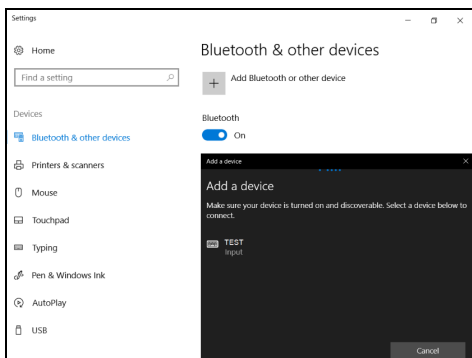 Settings
Home
Find a setting
Devices
Bluetooth & other devices
Printers & scanners
Mouse
Touchpad
Typing
Pen & Windows Ink
AutoPlay
USB
Bluetooth & other devices
Add Bluetooth or other device
Bluetooth
On
Add a device
Add a device
Make sure your device is turned on and discoverable. Select a device below to
connect.
TEST
Input
Cancel